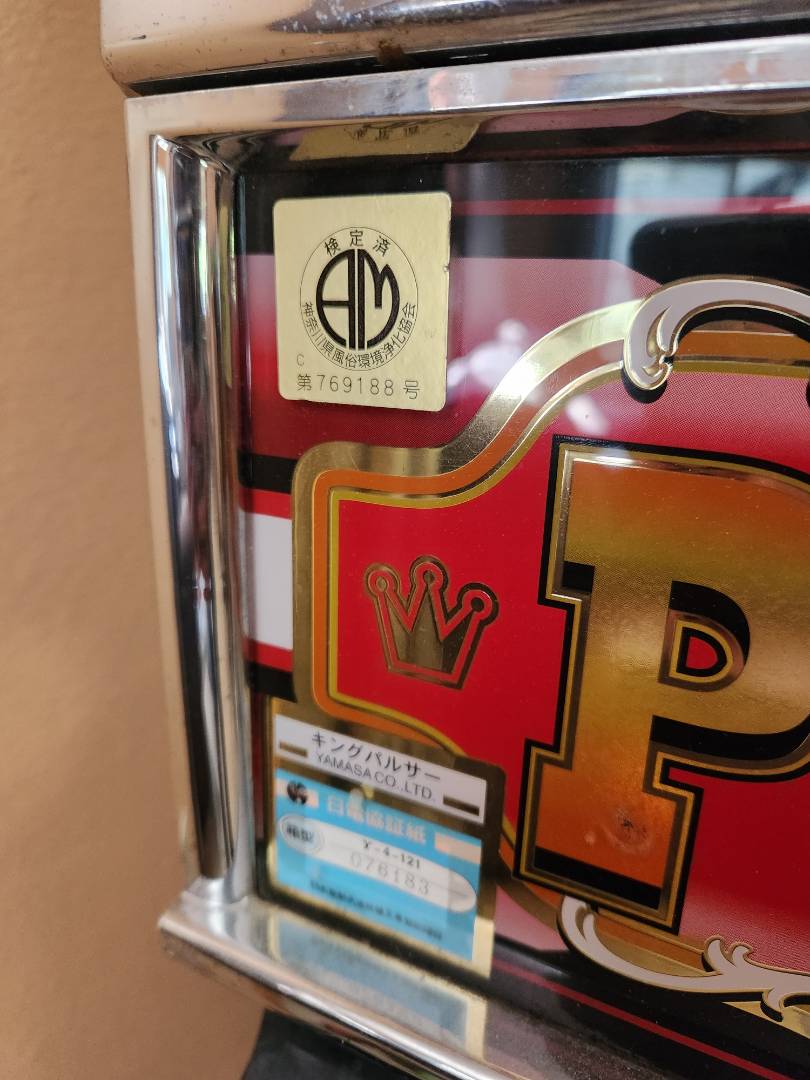 検定済
AM
神奈川県風俗環境浄化協会
C
第769188号
P
キングパルサー
YAMASA CO.,LTD.
日電協証紙
Y-4-121
076183